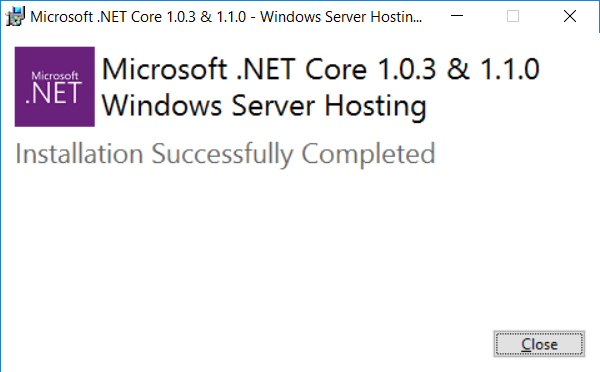 Microsoft .NET Core 1.0.3 & 1.1.0 - Windows Server Hostin...
Microsoft
.NET
Microsoft .NET Core 1.0.3 & 1.1.0
Windows Server Hosting
Installation Successfully Completed
Close